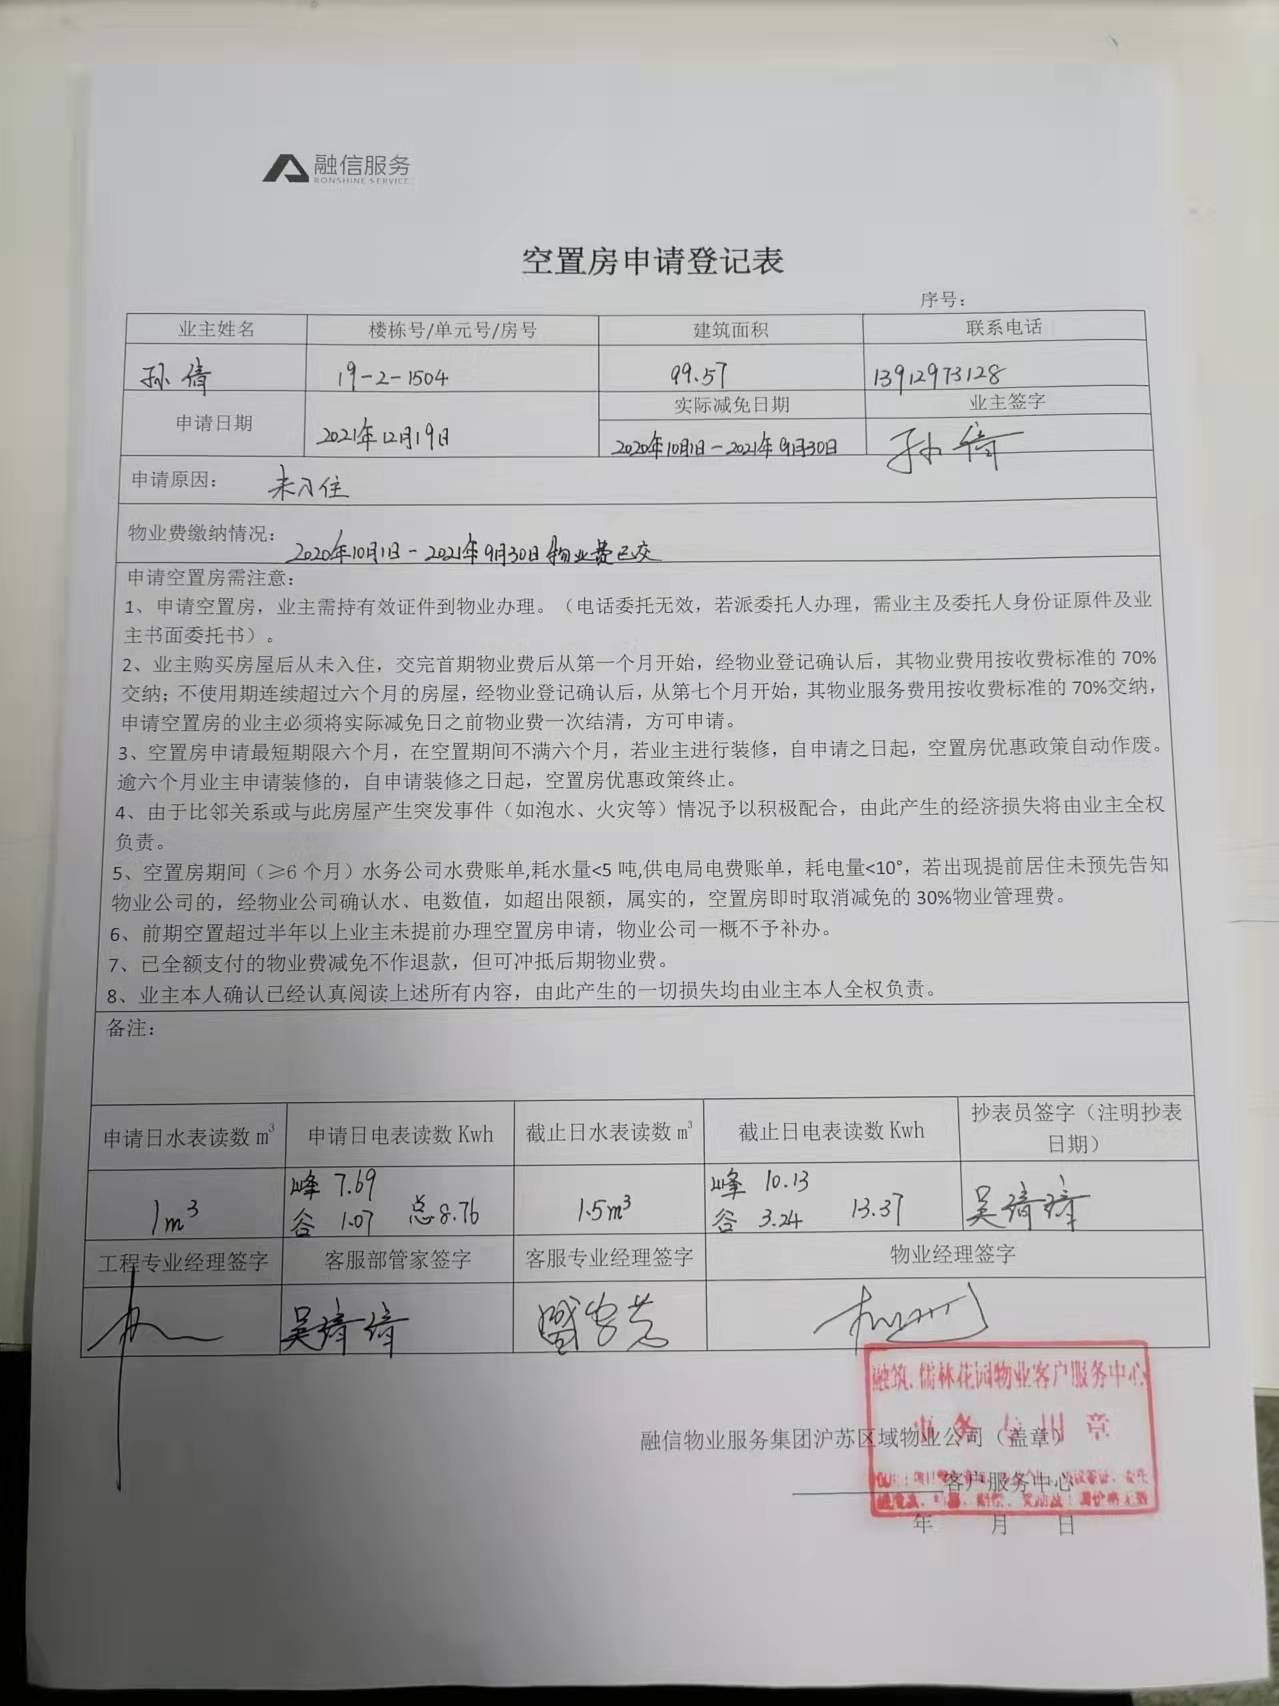 融信服务
RONSHINE SERVICE
空置房申请登记表
序号：
业主姓名 楼栋号/单元号/房号 建筑面积 联系电话
孙倩 19-2-1504 99.57 13912973128
申请日期 2021年12月19日 实际减免日期 业主签字
2020年10月1日-2021年9月30日 孙倩
申请原因： 未入住
物业费缴纳情况： 2020年10月1日-2021年9月30日物业费已交
申请空置房需注意：
1、申请空置房，业主需持有效证件到物业办理。（电话委托无效，若派委托人办理，需业主及委托人身份证原件及业
主书面委托书）。
2、业主购买房屋后从未入住，交完首期物业费后从第一个月开始，经物业登记确认后，其物业费用按收费标准的 70%
交纳；不使用期连续超过六个月的房屋，经物业登记确认后，从第七个月开始，其物业服务费用按收费标准的 70%交纳，
申请空置房的业主必须将实际减免日之前物业费一次结清，方可申请。
3、空置房申请最短期限六个月，在空置期间不满六个月，若业主进行装修，自申请之日起，空置房优惠政策自动作废。
逾六个月业主申请装修的，自申请装修之日起，空置房优惠政策终止。
4、由于比邻关系或与此房屋产生突发事件（如泡水、火灾等）情况予以积极配合，由此产生的经济损失将由业主全权
负责。
5、空置房期间（≥6 个月）水务公司水费账单,耗水量<5 吨,供电局电费账单，耗电量<10°，若出现提前居住未预先告知
物业公司的，经物业公司确认水、电数值，如超出限额，属实的，空置房即时取消减免的 30%物业管理费。
6、前期空置超过半年以上业主未提前办理空置房申请，物业公司一概不予补办。
7、已全额支付的物业费减免不作退款，但可冲抵后期物业费。
8、业主本人确认已经认真阅读上述所有内容，由此产生的一切损失均由业主本人全权负责。
备注：
申请日水表读数 m³ 申请日电表读数 Kwh 截止日水表读数 m³ 截止日电表读数 Kwh 抄表员签字（注明抄表
日期）
1m³ 峰 7.69 谷 1.07 总8.76 1.5m³ 峰 10.13 谷 3.24 13.37 吴琦琦
工程专业经理签字 客服部管家签字 客服专业经理签字 物业经理签字
吴琦琦
融筑.儒林花园物业客户服务中心
章
融信物业服务集团沪苏区域物业公司（盖章）
客户服务中心
年 月 日